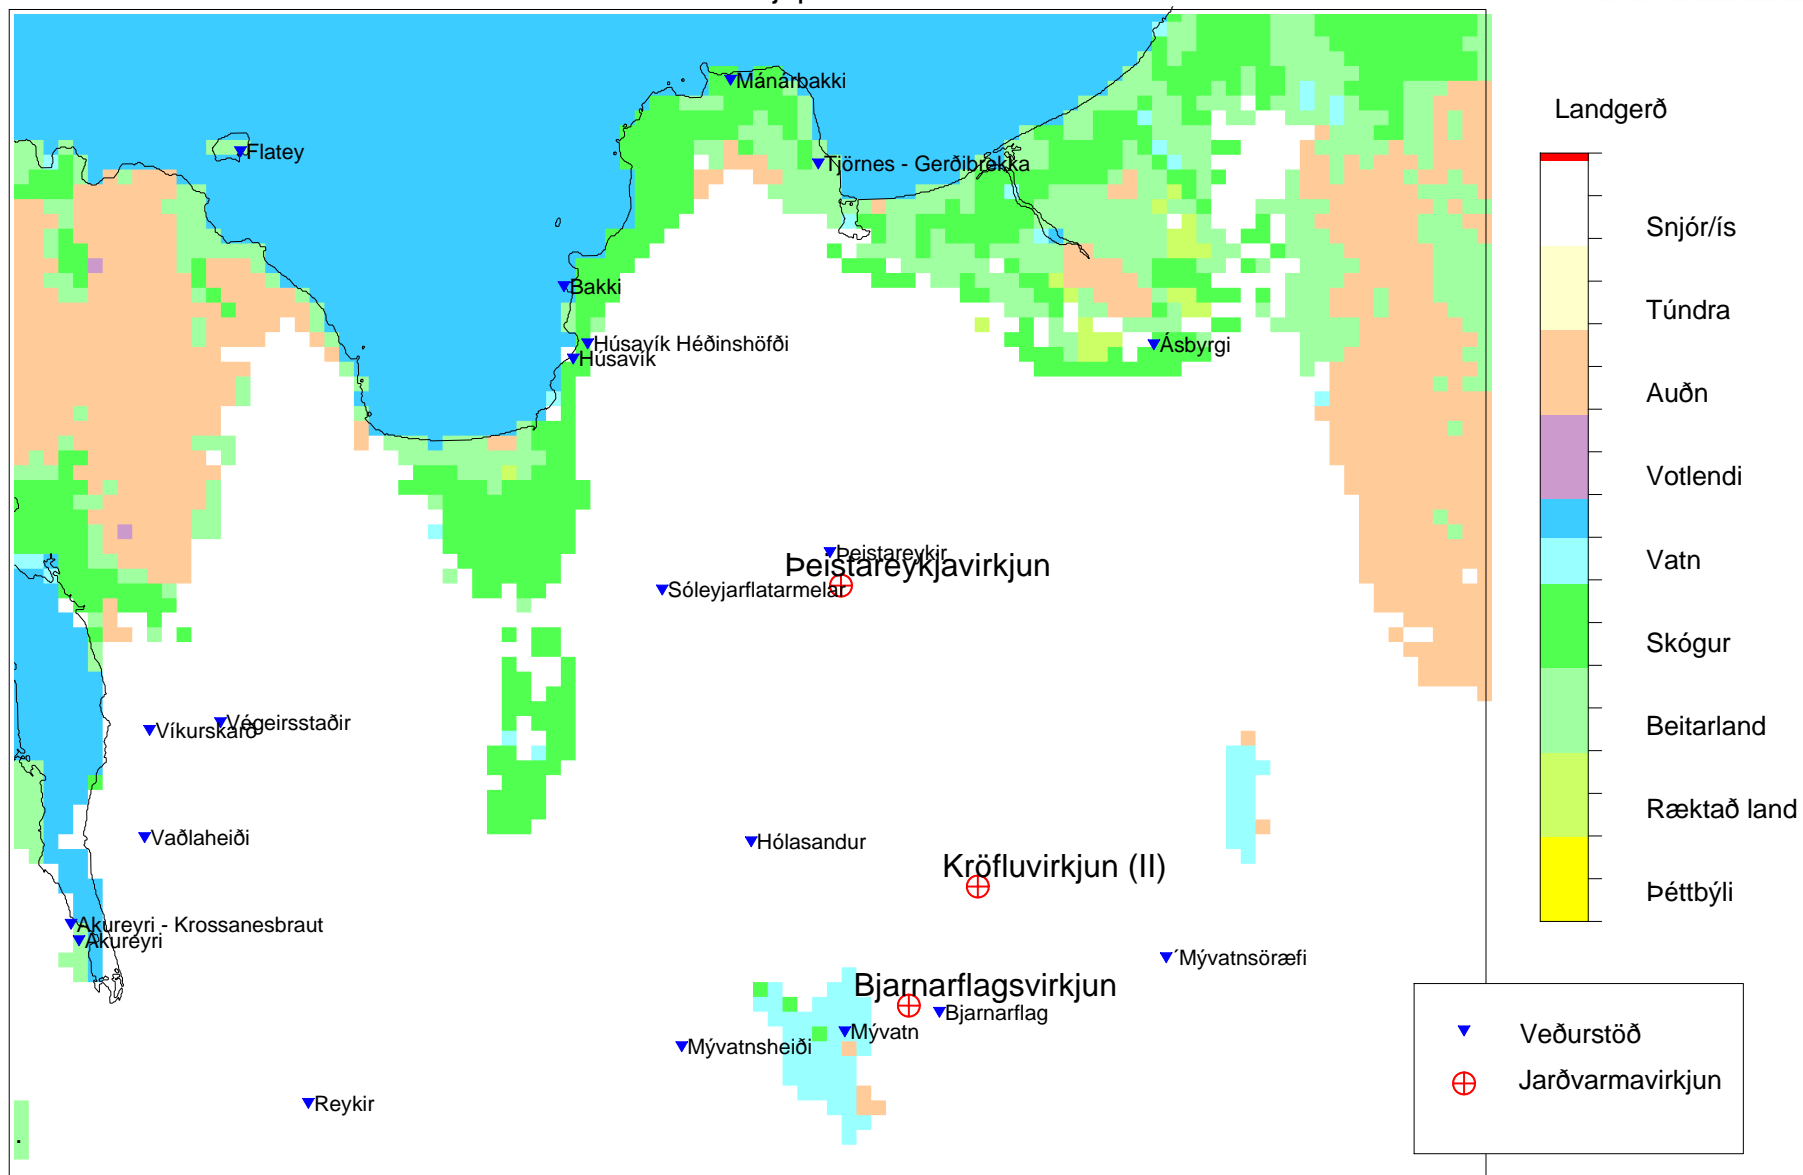 Mánárbakki
Flatey
Tjörnes - Gerðibrekka
Bakki
Húsavík Héðinshöfði
Húsavík
Ásbyrgi
Þeistareykir
Þeistareykjavirkjun
Sóleyjarflatarmelar
Végeirsstaðir
Víkurskarð
Vaðlaheiði
Hólasandur
Kröfluvirkjun (II)
Akureyri - Krossanesbraut
Akureyri
´Mývatnsöræfi
Bjarnarflagsvirkjun
Bjarnarflag
Mývatn
Mývatnsheiði
Reykir
Landgerð
Snjór/ís
Túndra
Auðn
Votlendi
Vatn
Skógur
Beitarland
Ræktað land
Þéttbýli
Veðurstöð
Jarðvarmavirkjun